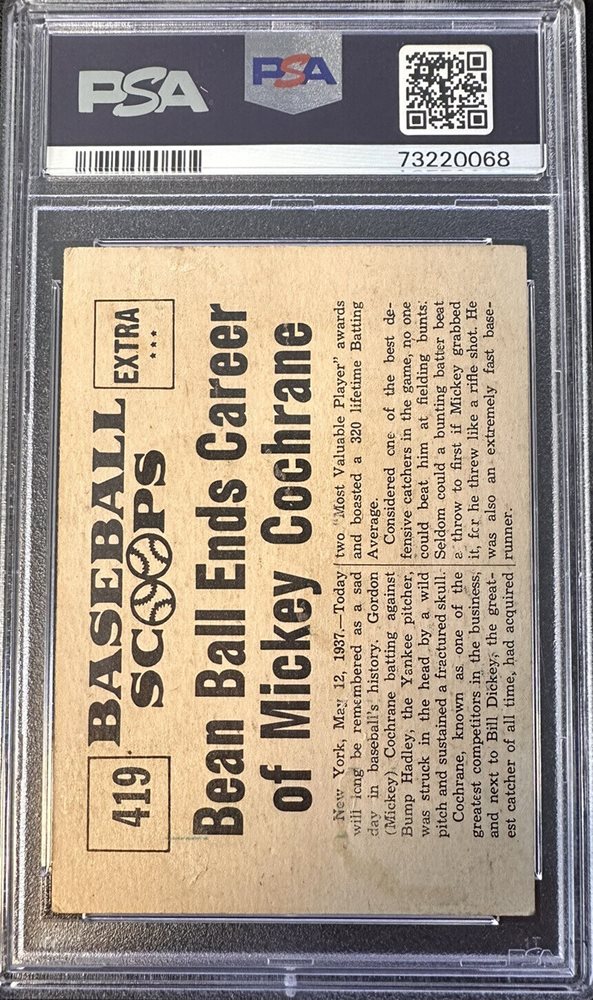 PSA
PSA
73220068
419
BASEBALL
SCOOPS
EXTRA
***
Bean Ball Ends Career
of Mickey Cochrane
New York, May 12, 1937.—Today
will long be remembered as a sad
day in baseball's history. Gordon
(Mickey) Cochrane batting against
Bump Hadley, the Yankee pitcher,
was struck in the head by a wild
pitch and sustained a fractured skull.
Cochrane, known as one of the
greatest competitors in the business,
and next to Bill Dickey, the great-
est catcher of all time, had acquired
two "Most Valuable Player" awards
and boasted a 320 lifetime Batting
Average.
Considered one of the best de-
fensive catchers in the game, no one
could beat him at fielding bunts.
Seldom could a bunting batter beat
a throw to first if Mickey grabbed
it, for he threw like a rifle shot. He
was also an extremely fast base-
runner.
PSA